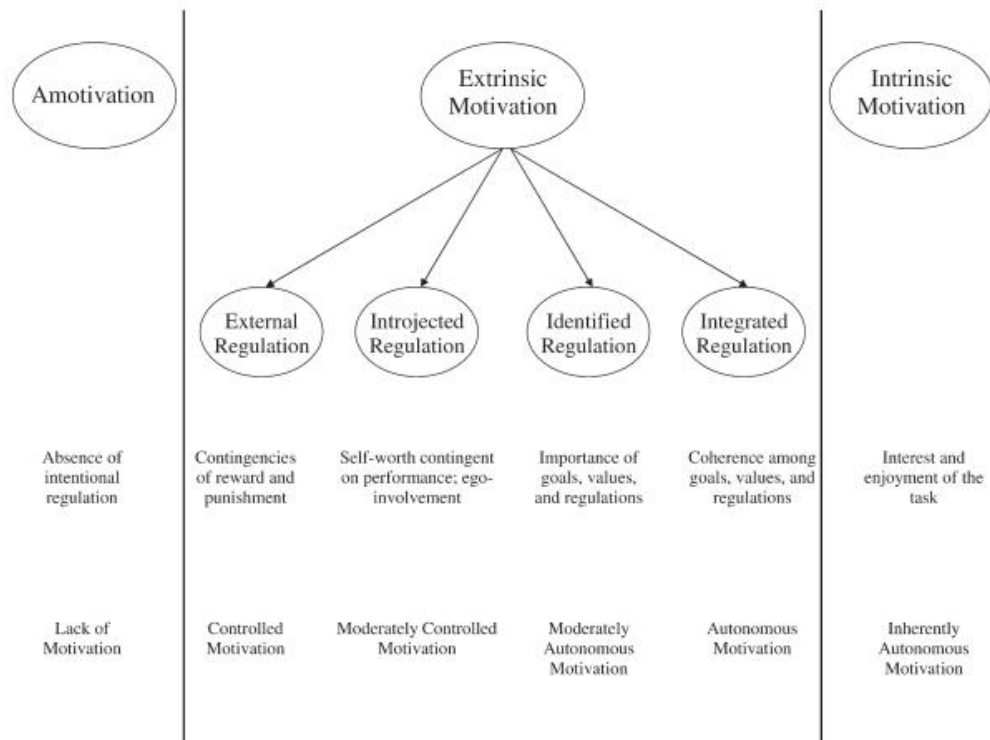 Amotivation
Extrinsic
Motivation
Intrinsic
Motivation
External
Regulation
Introjected
Regulation
Identified
Regulation
Integrated
Regulation
Absence of
intentional
regulation
Contingencies
of reward and
punishment
Self-worth contingent
on performance; ego-
involvement
Importance of
goals, values,
and regulations
Coherence among
goals, values, and
regulations
Interest and
enjoyment of the
task
Lack of
Motivation
Controlled
Motivation
Moderately Controlled
Motivation
Moderately
Autonomous
Motivation
Autonomous
Motivation
Inherently
Autonomous
Motivation